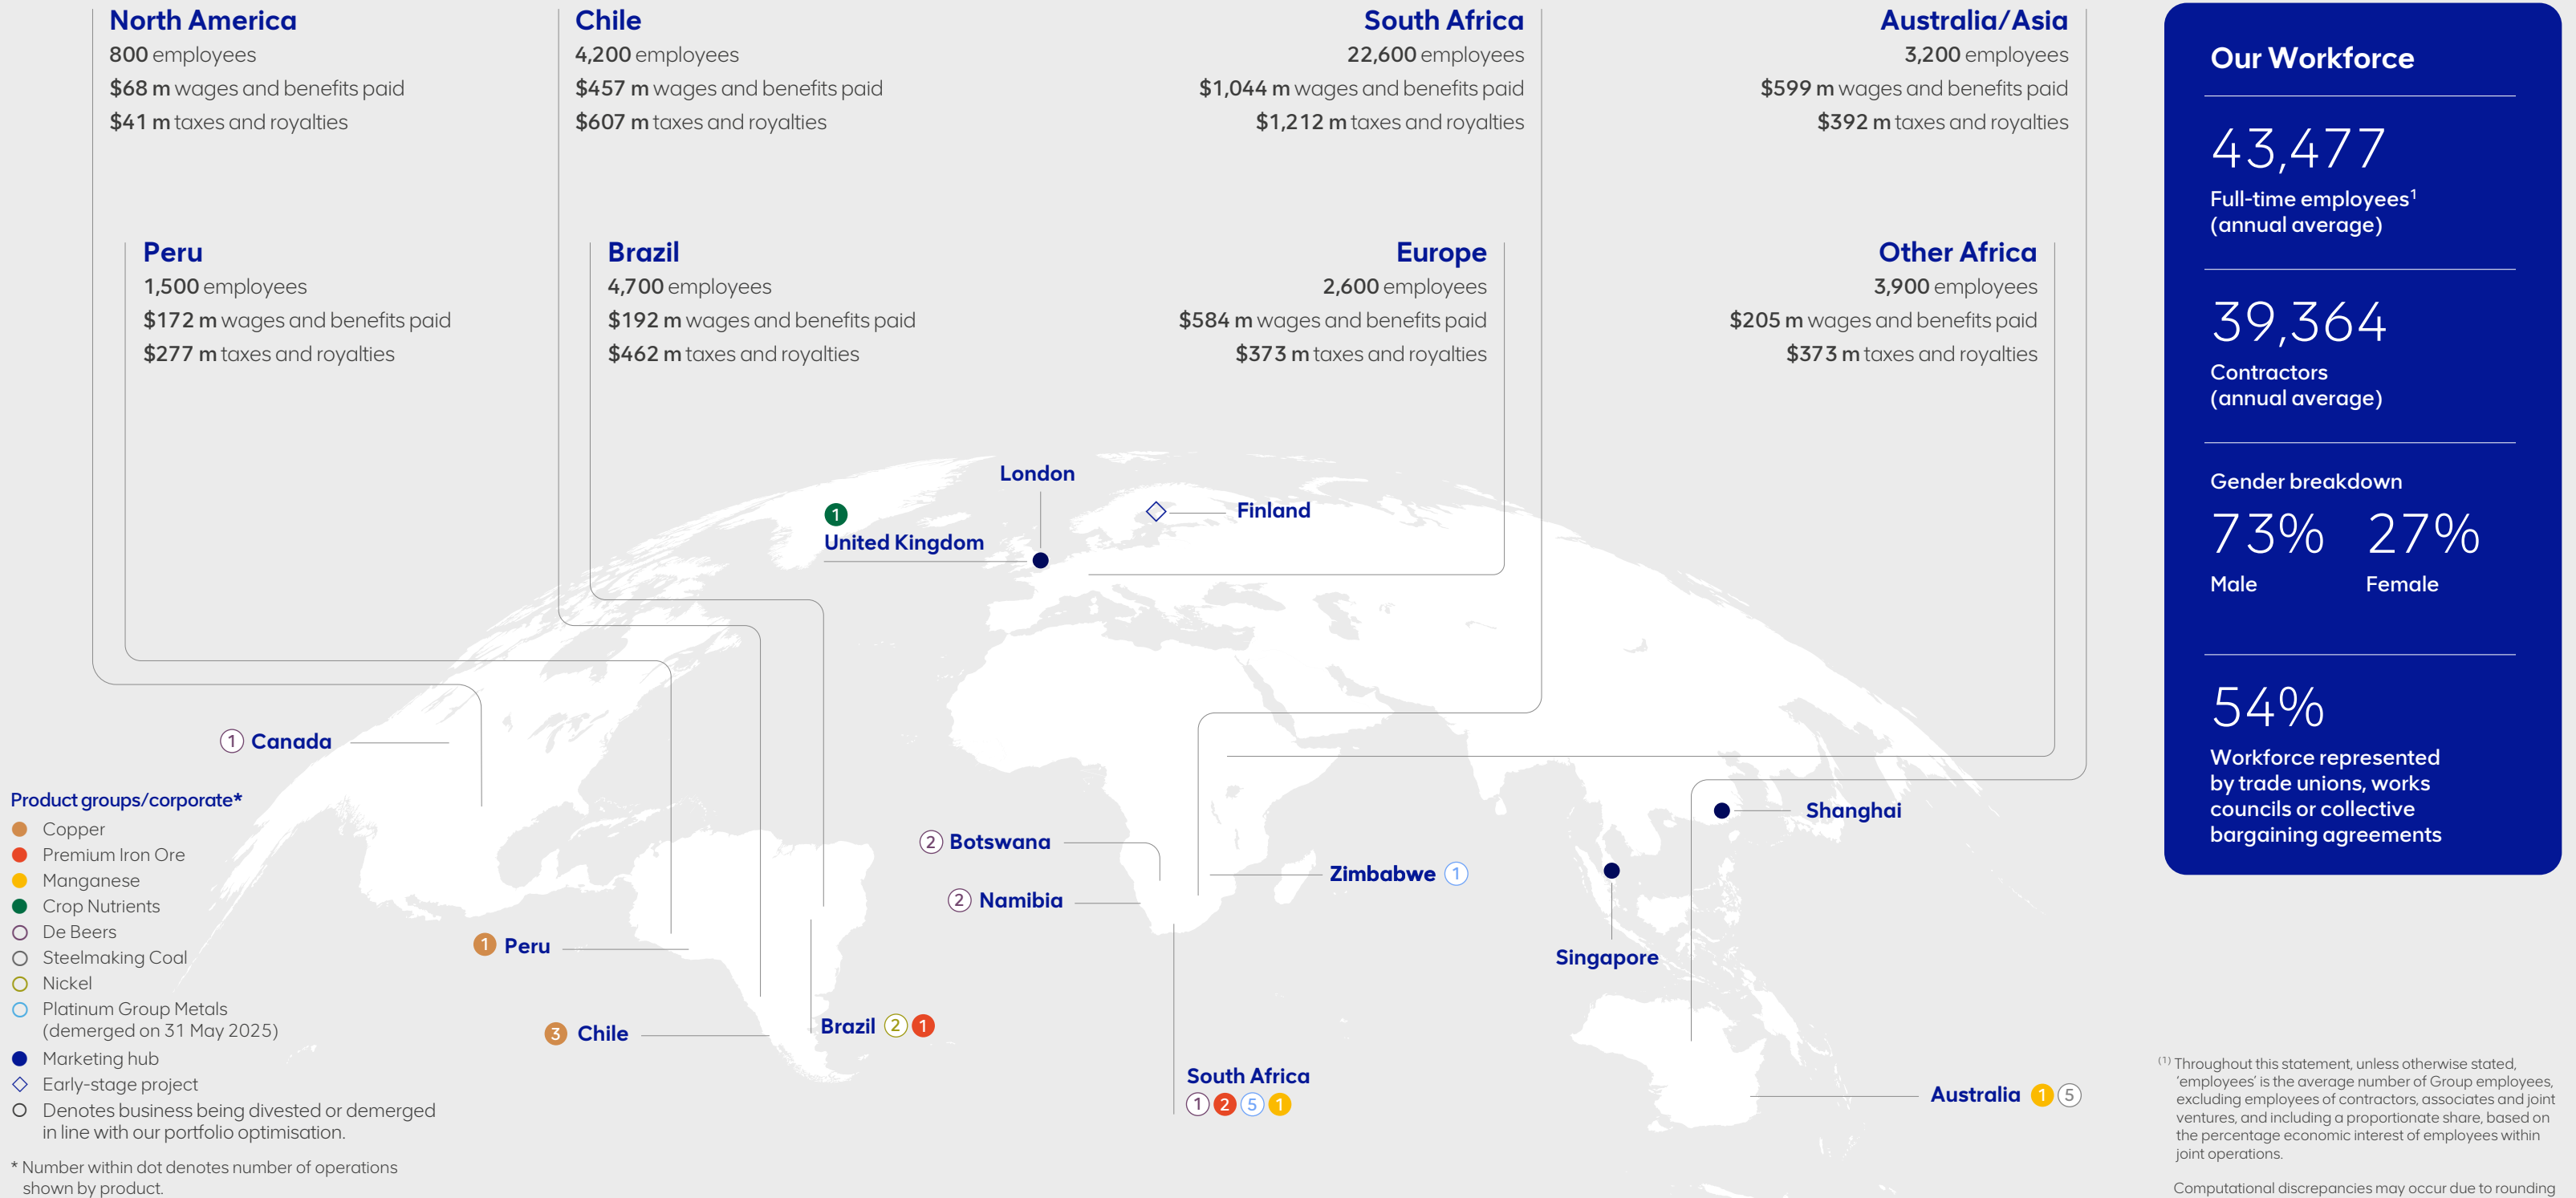 North America
800 employees
$68 m wages and benefits paid
$41 m taxes and royalties
Chile
4,200 employees
$457 m wages and benefits paid
$607 m taxes and royalties
South Africa
22,600 employees
$1,044 m wages and benefits paid
$1,212 m taxes and royalties
Australia/Asia
3,200 employees
$599 m wages and benefits paid
$392 m taxes and royalties
Peru
1,500 employees
$172 m wages and benefits paid
$277 m taxes and royalties
Brazil
4,700 employees
$192 m wages and benefits paid
$462 m taxes and royalties
Europe
2,600 employees
$584 m wages and benefits paid
$373 m taxes and royalties
Other Africa
3,900 employees
$205 m wages and benefits paid
$373 m taxes and royalties
London
1
United Kingdom
Finland
1 Canada
2 Botswana
2 Namibia
Zimbabwe 1
Shanghai
Singapore
1 Peru
3 Chile
Brazil 2 1
South Africa
1 2 5 1
Australia 1 5
Product groups/corporate*
Copper
Premium Iron Ore
Manganese
Crop Nutrients
De Beers
Steelmaking Coal
Nickel
Platinum Group Metals
(demerged on 31 May 2025)
Marketing hub
Early-stage project
Denotes business being divested or demerged
in line with our portfolio optimisation.
* Number within dot denotes number of operations
shown by product.
Our Workforce
43,477
Full-time employees1
(annual average)
39,364
Contractors
(annual average)
Gender breakdown
73% 27%
Male Female
54%
Workforce represented
by trade unions, works
councils or collective
bargaining agreements
(1) Throughout this statement, unless otherwise stated,
'employees' is the average number of Group employees,
excluding employees of contractors, associates and joint
ventures, and including a proportionate share, based on
the percentage economic interest of employees within
joint operations.
Computational discrepancies may occur due to rounding